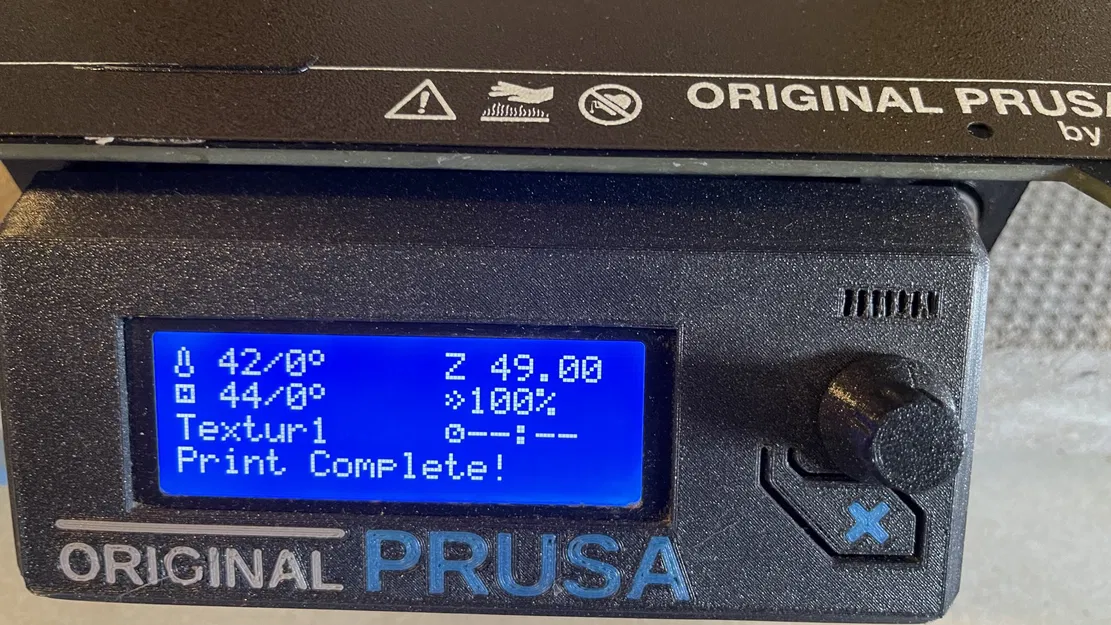 ORIGINAL PRUSA
by
42/0° Z 49.00
44/0° »100%
Textur1 --:--
Print Complete!
ORIGINAL PRUSA